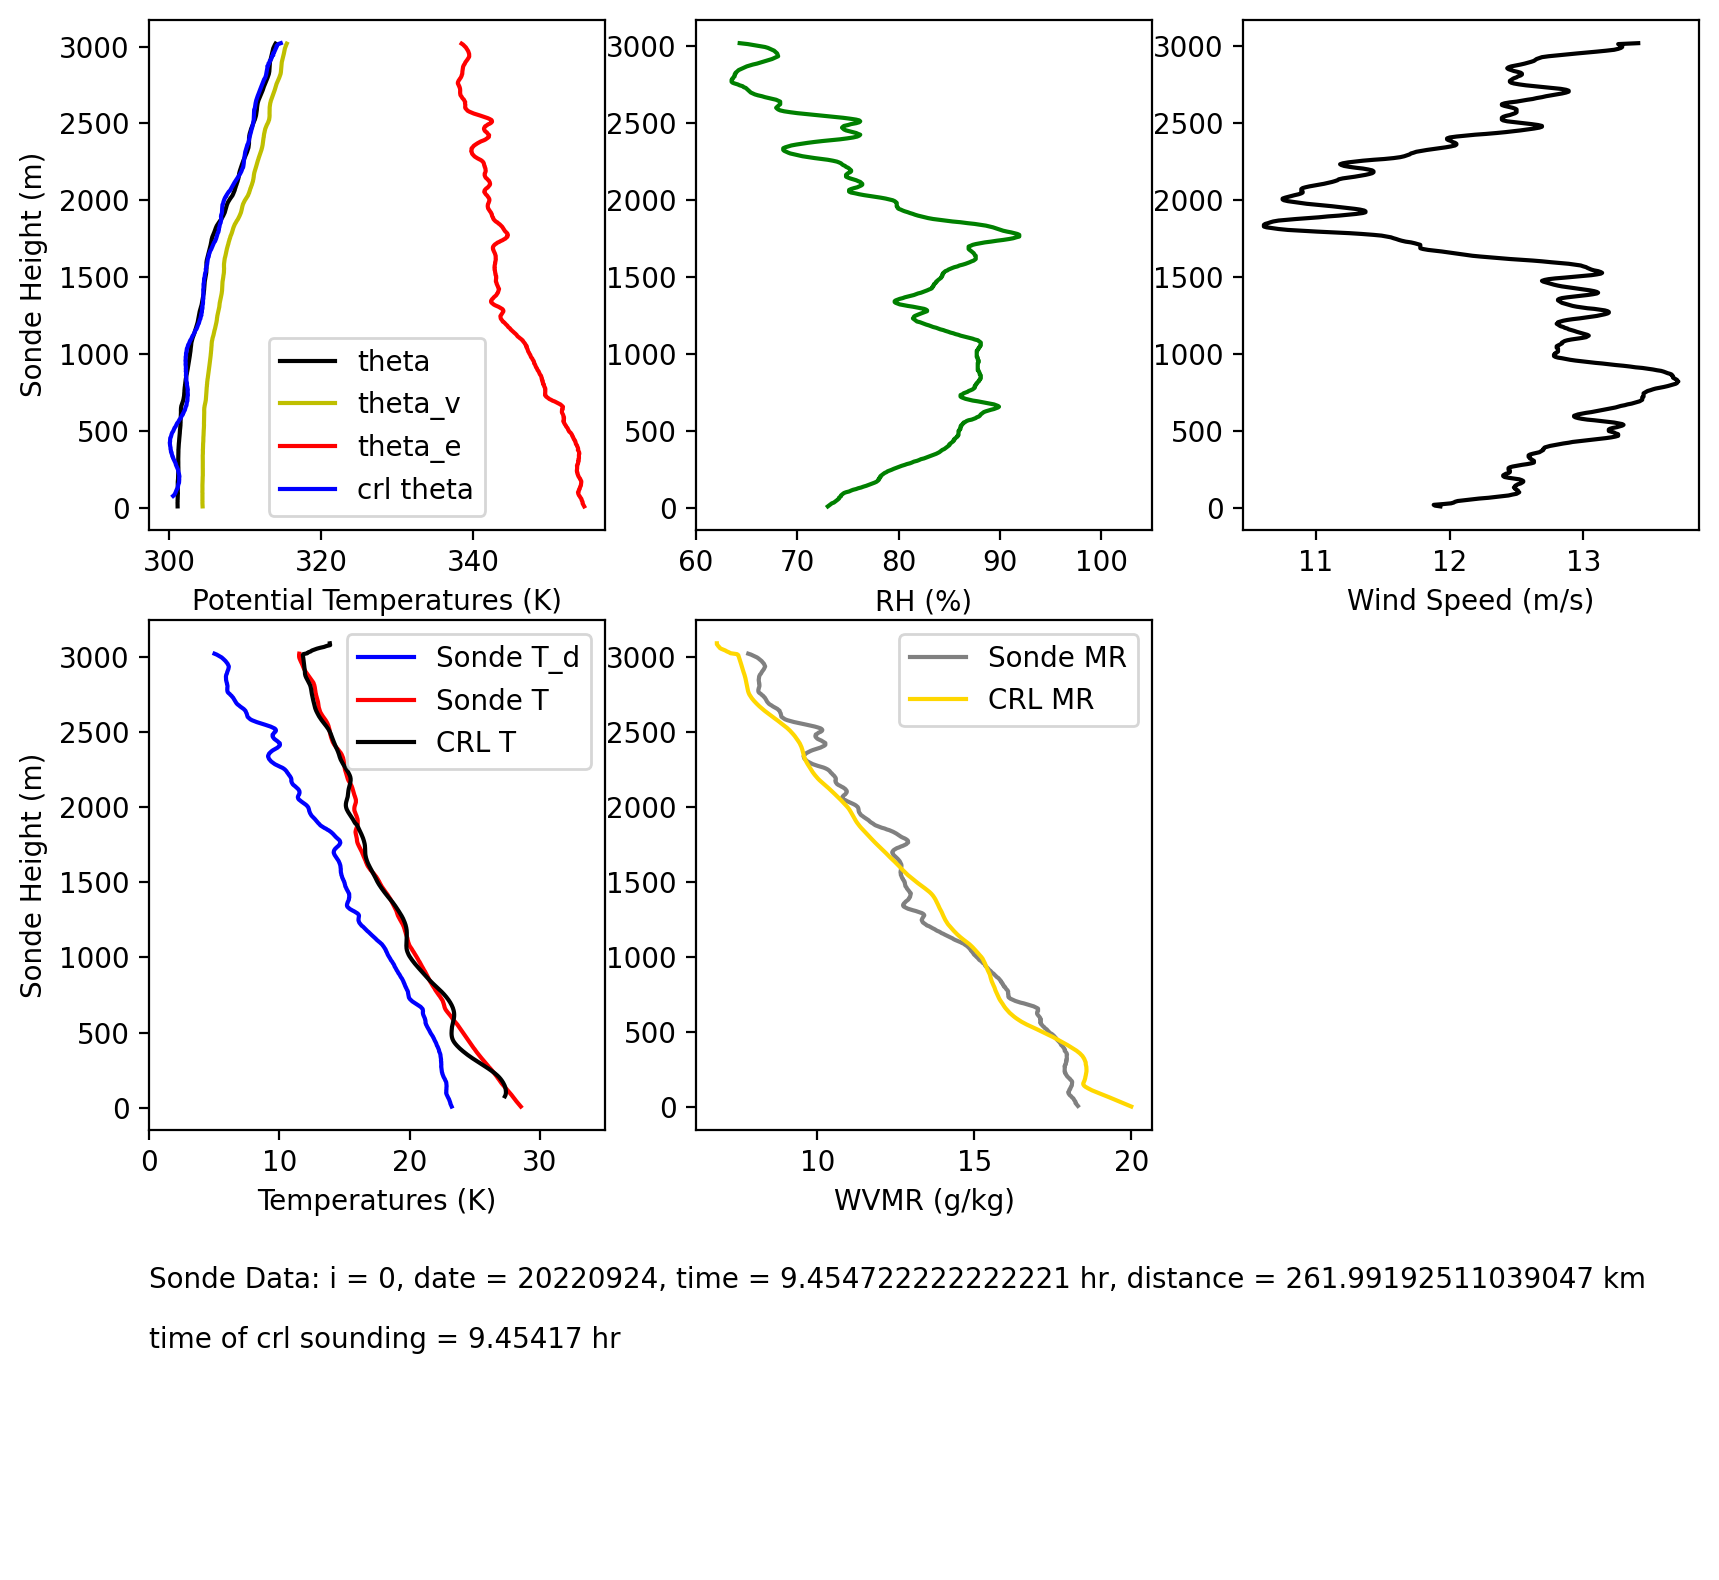 3000
2500
2000
1500
1000
500
0
Sonde Height (m)
300 320 340
Potential Temperatures (K)
theta
theta_v
theta_e
crl theta
3000
2500
2000
1500
1000
500
0
60 70 80 90 100
RH (%)
3000
2500
2000
1500
1000
500
0
11 12 13
Wind Speed (m/s)
3000
2500
2000
1500
1000
500
0
Sonde Height (m)
0 10 20 30
Temperatures (K)
Sonde T_d
Sonde T
CRL T
3000
2500
2000
1500
1000
500
0
10 15 20
WVMR (g/kg)
Sonde MR
CRL MR
Sonde Data: i = 0, date = 20220924, time = 9.454722222222221 hr, distance = 261.99192511039047 km
time of crl sounding = 9.45417 hr